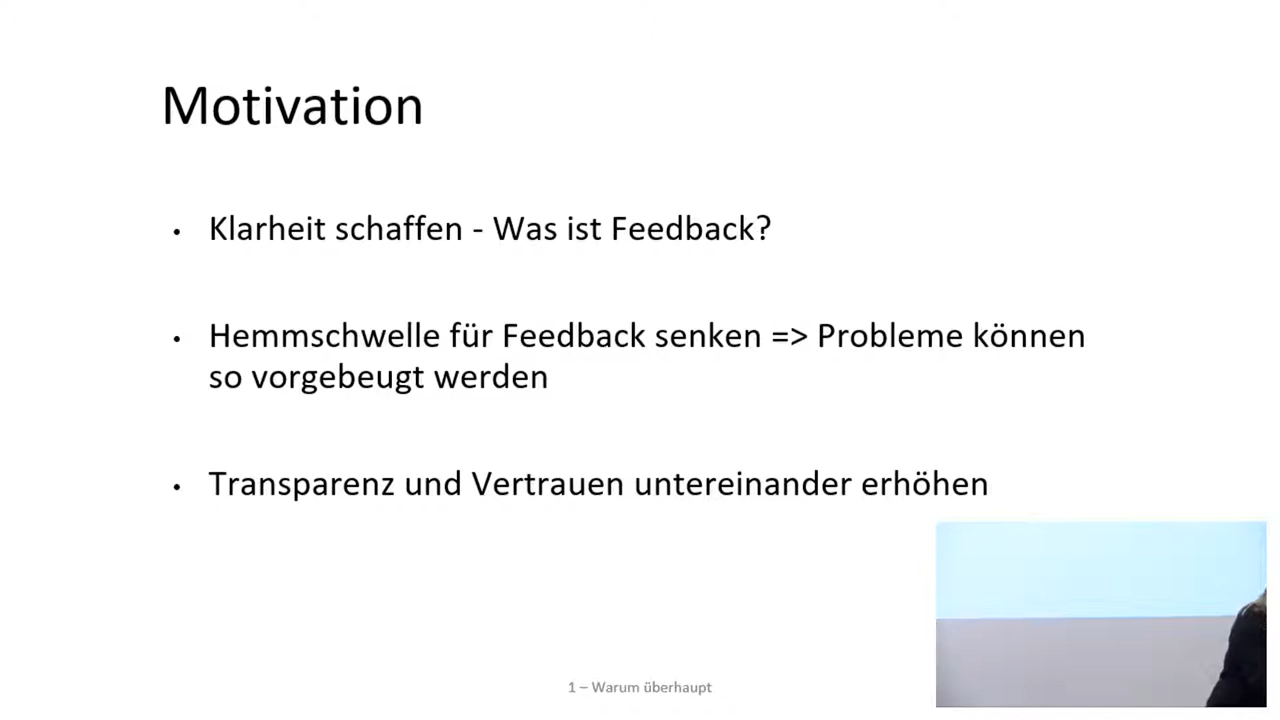 Motivation
• Klarheit schaffen - Was ist Feedback?
• Hemmschwelle für Feedback senken => Probleme können
so vorgebeugt werden
• Transparenz und Vertrauen untereinander erhöhen
1 – Warum überhaupt